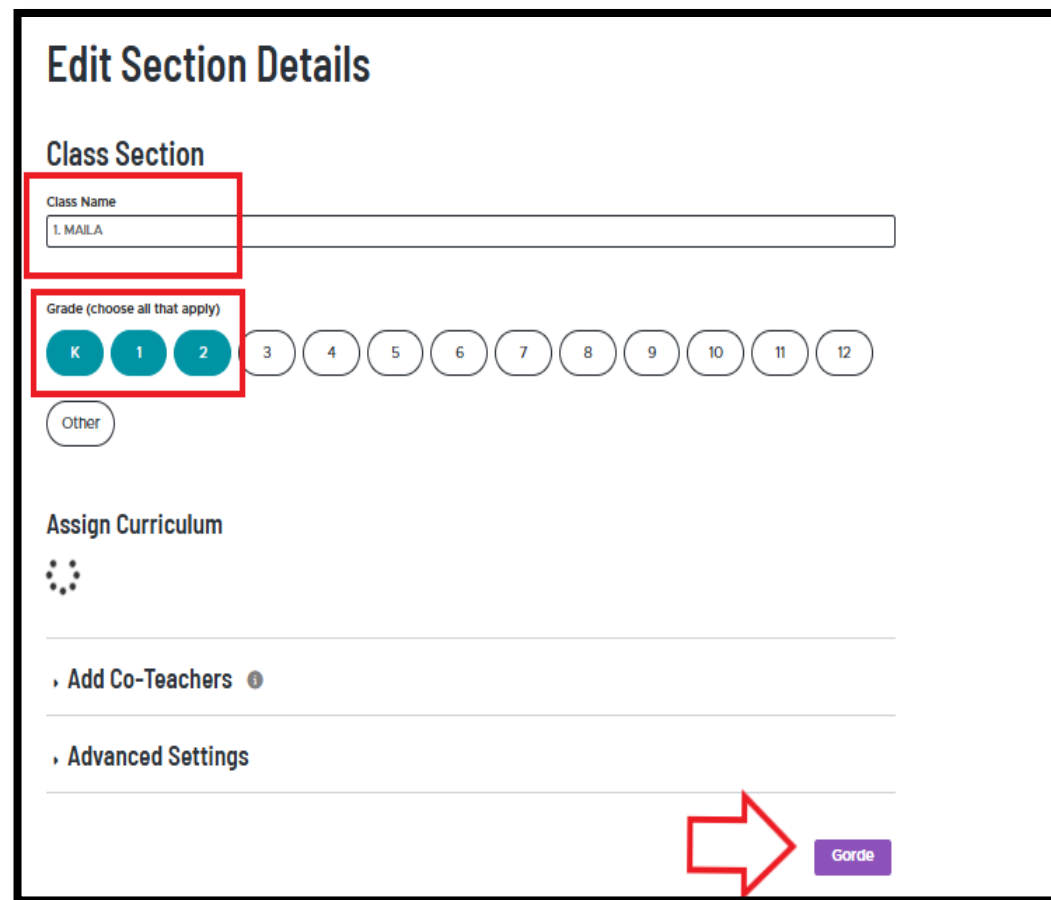 Edit Section Details
Class Section
Class Name
1. MAILA
Grade (choose all that apply)
K 1 2 3 4 5 6 7 8 9 10 11 12
Other
Assign Curriculum
Add Co-Teachers
Advanced Settings
Gorde